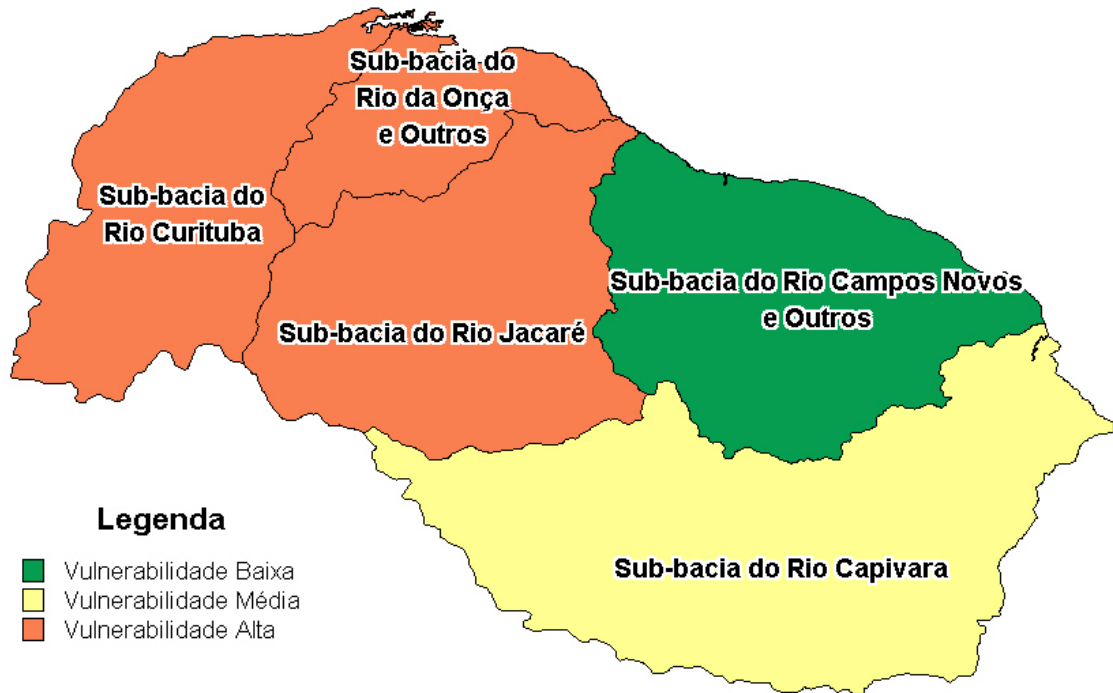 Sub-bacia do
Rio da Onça
e Outros
Sub-bacia do
Rio Curituba
Sub-bacia do Rio Campos Novos
e Outros
Sub-bacia do Rio Jacaré
Sub-bacia do Rio Capivara
Legenda
Vulnerabilidade Baixa
Vulnerabilidade Média
Vulnerabilidade Alta